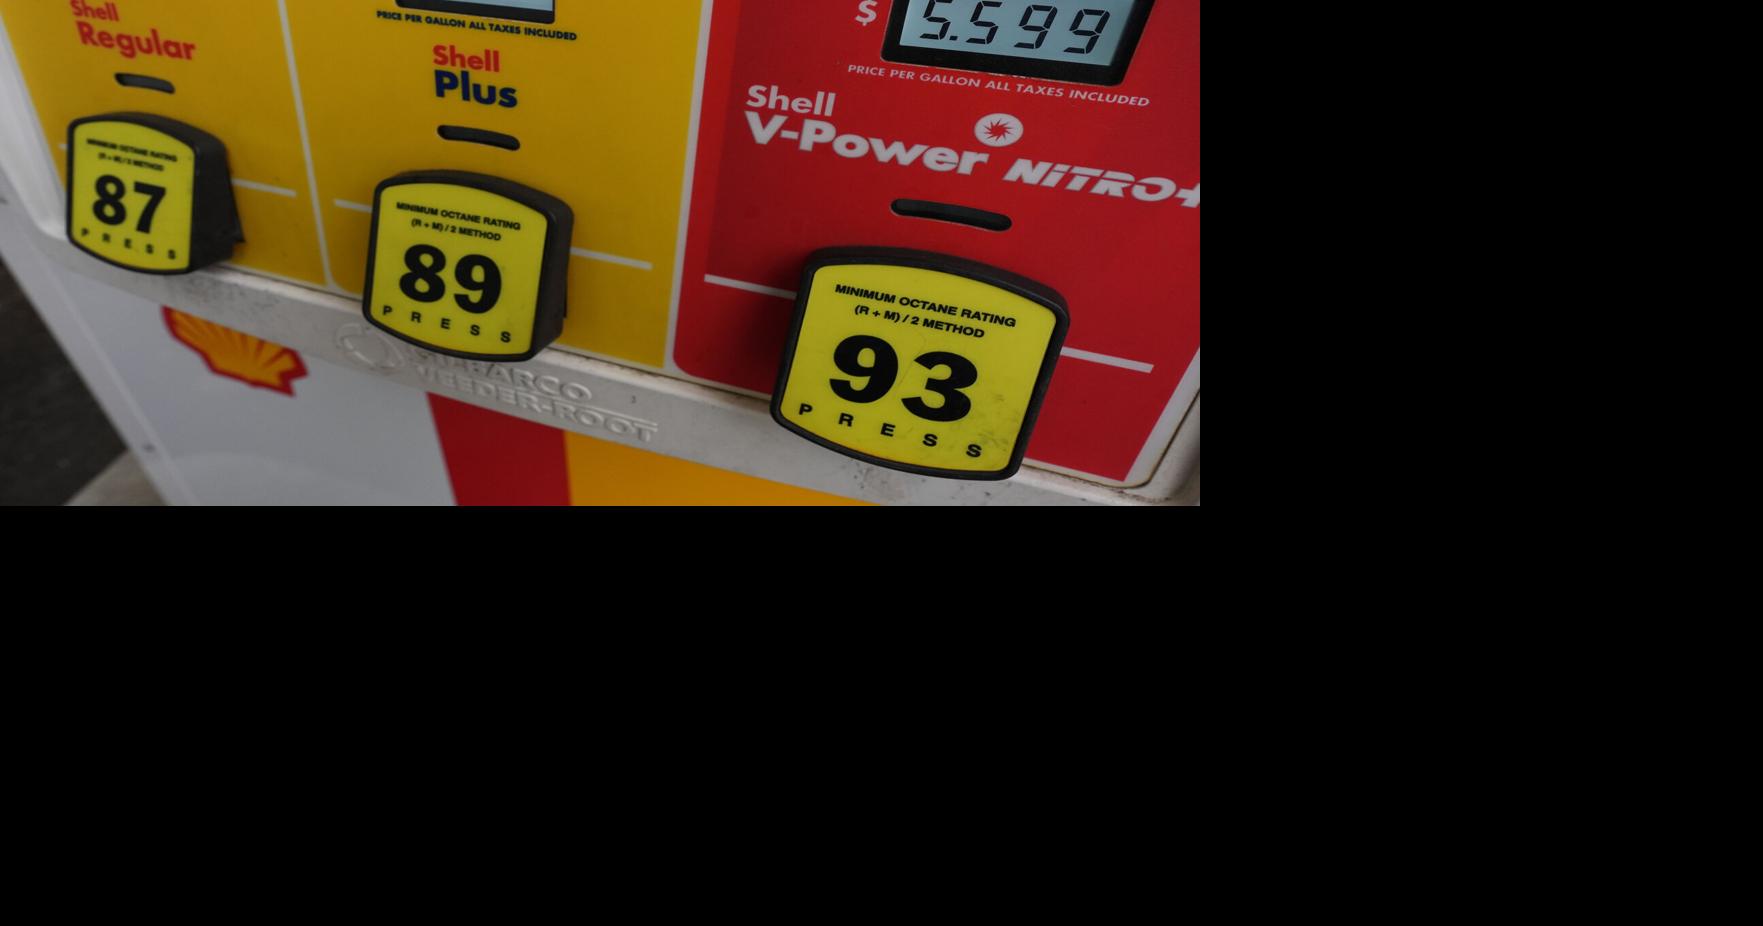 Shell
Regular
MINIMUM OCTANE RATING
(R + M) / 2 METHOD
87
PRESS
PRICE PER GALLON ALL TAXES INCLUDED
Shell
Plus
MINIMUM OCTANE RATING
(R + M) / 2 METHOD
89
PRESS
$ 5.599
PRICE PER GALLON ALL TAXES INCLUDED
Shell
V-Power NiTRO+
MINIMUM OCTANE RATING
(R + M) / 2 METHOD
93
PRESS
GILBARCO
VEEDER-ROOT